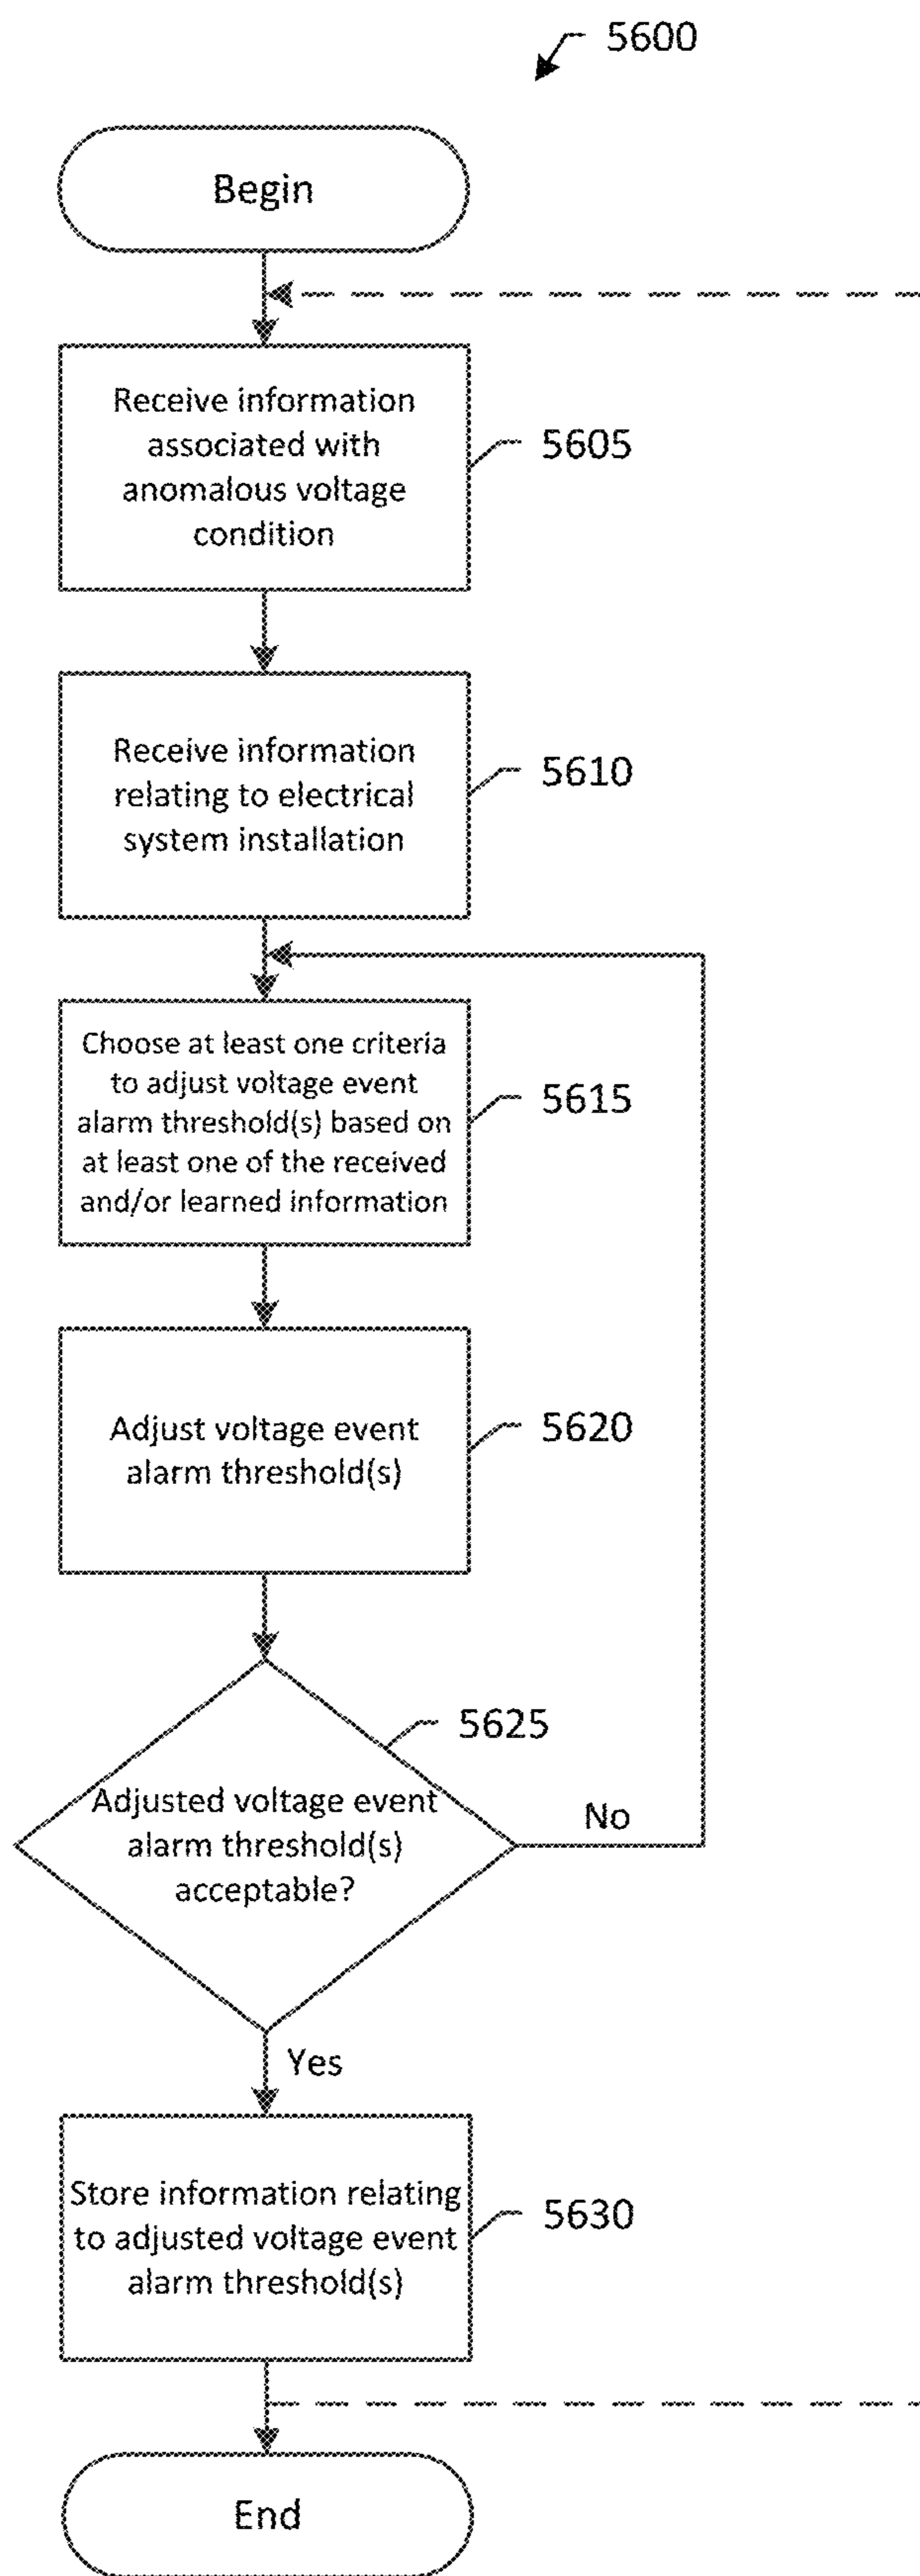 5600
Begin
Receive information
associated with
anomalous voltage
condition
5605
Receive information
relating to electrical
system installation
5610
Choose at least one criteria
to adjust voltage event
alarm threshold(s) based on
at least one of the received
and/or learned information
5615
Adjust voltage event
alarm threshold(s)
5620
5625
Adjusted voltage event
alarm threshold(s)
acceptable?
No
Yes
Store information relating
to adjusted voltage event
alarm threshold(s)
5630
End